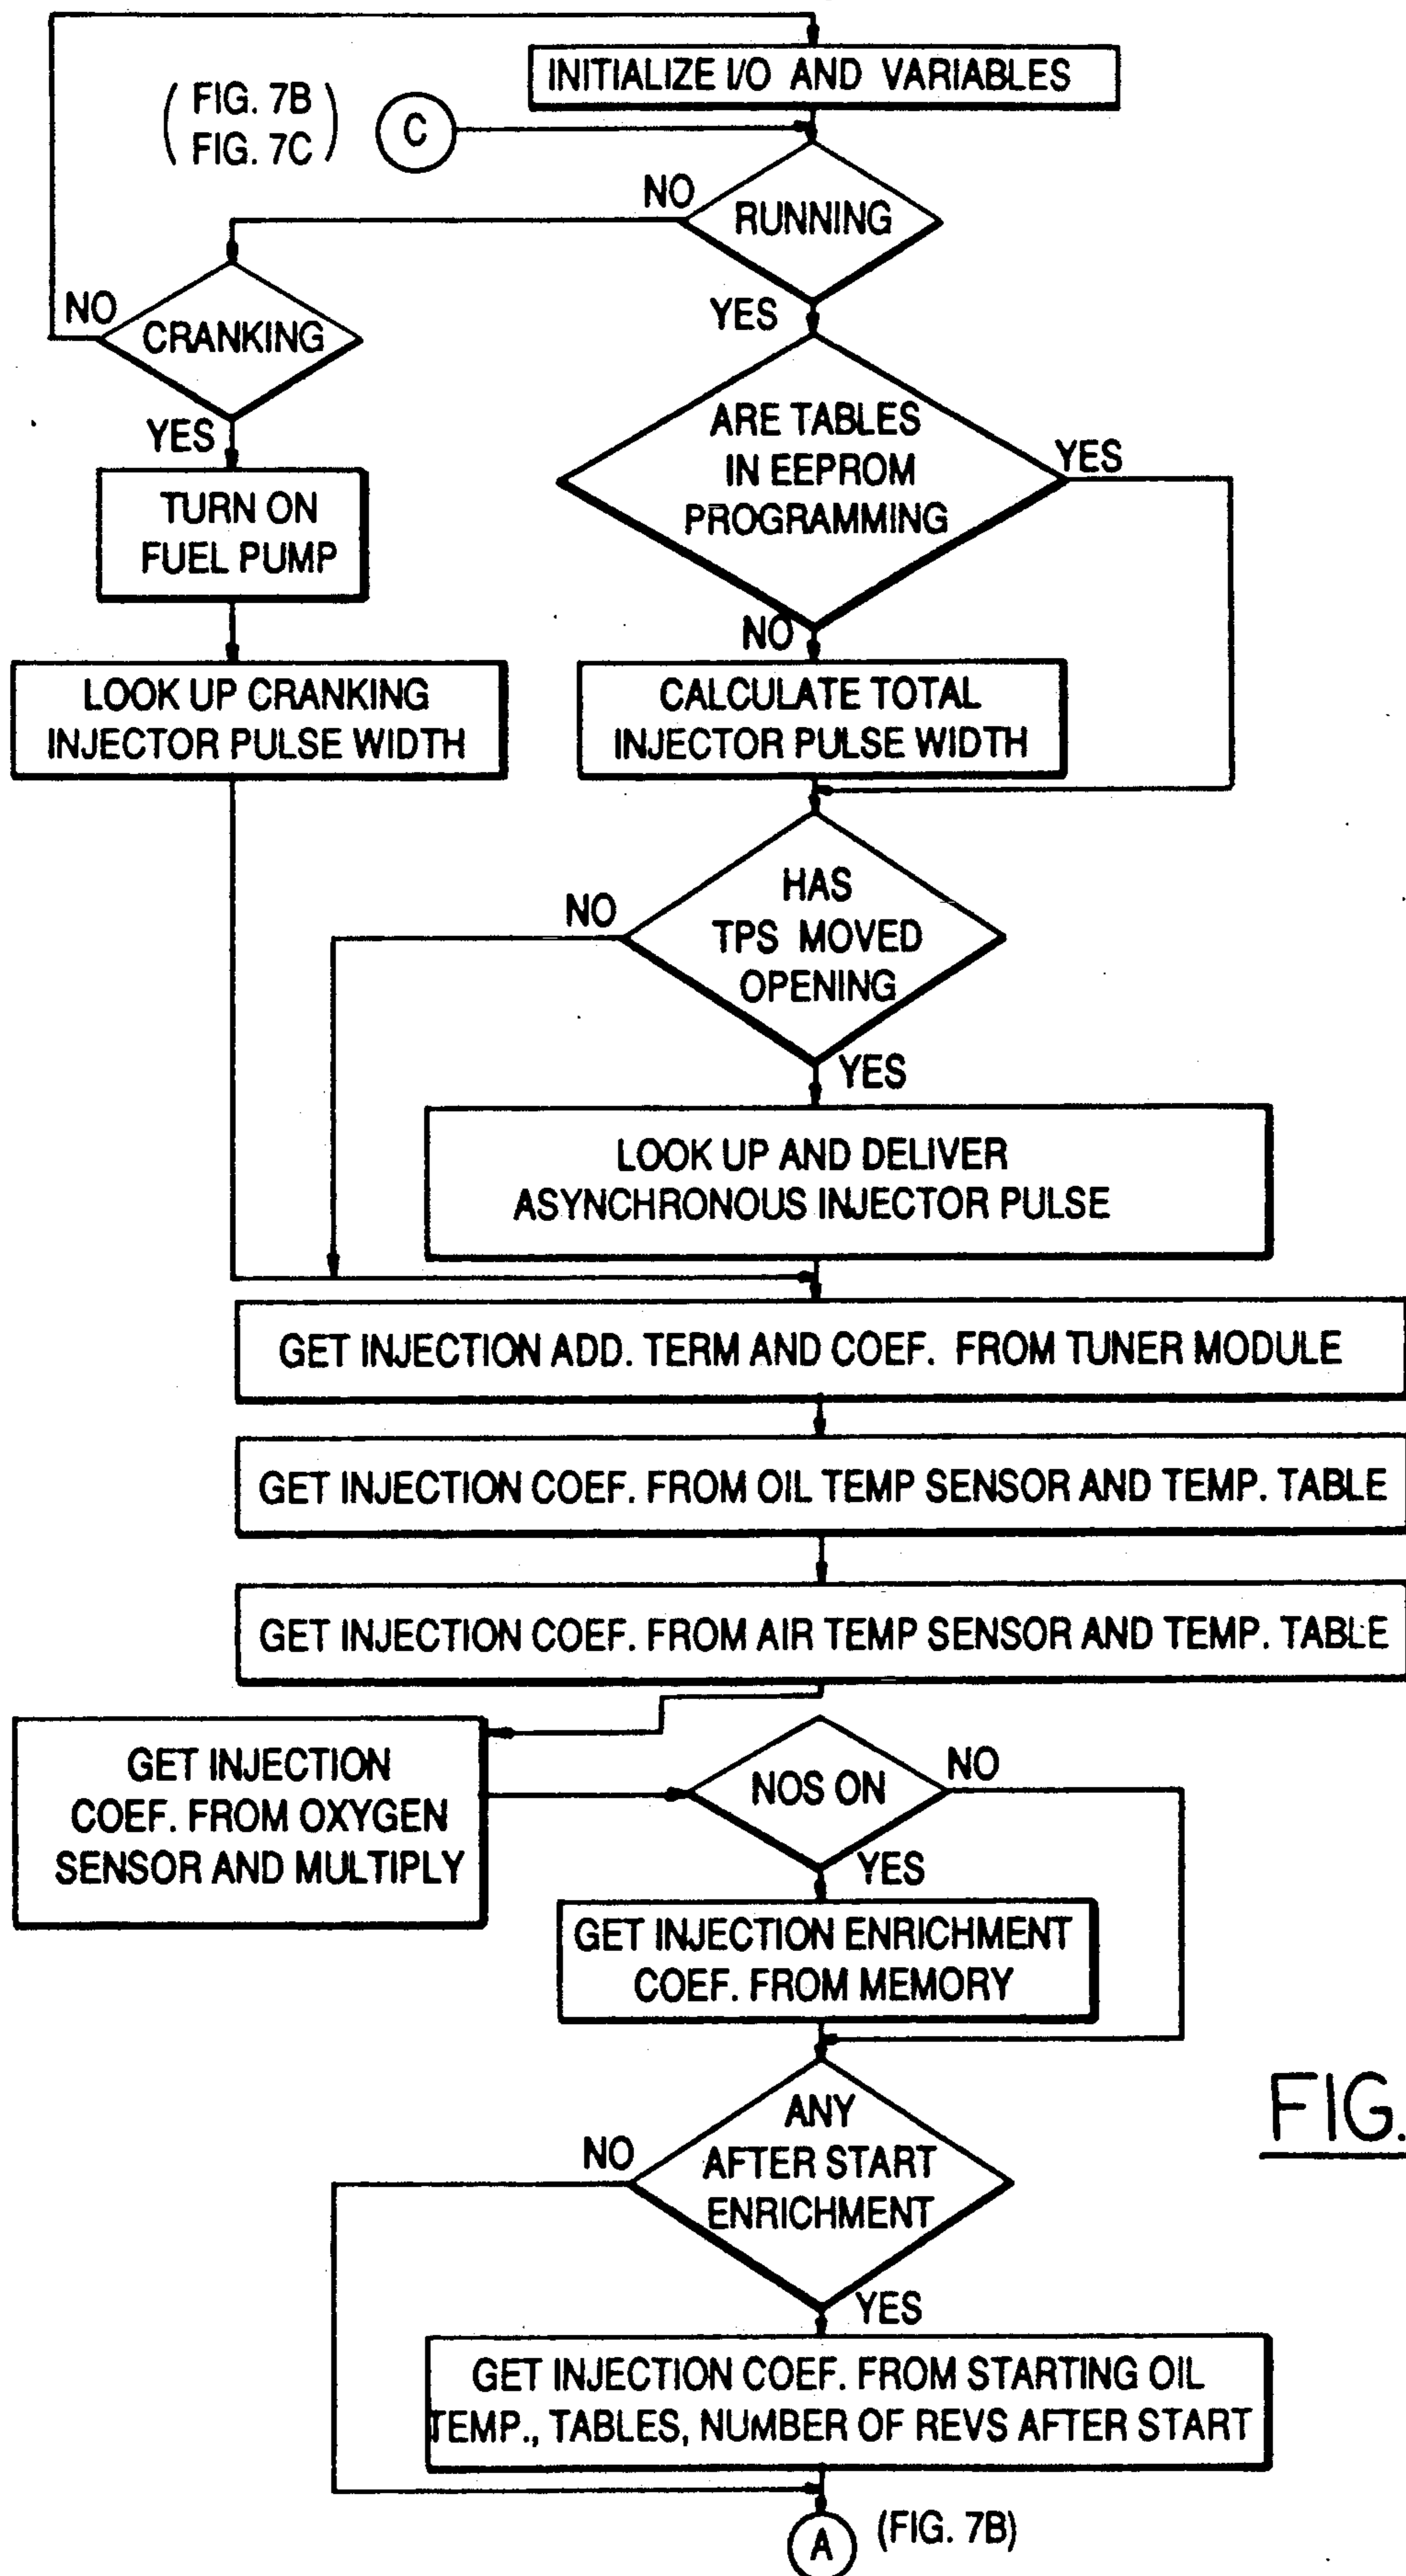 INITIALIZE I/O AND VARIABLES
( FIG. 7B
FIG. 7C )
C
NO
RUNNING
NO
CRANKING
YES
YES
ARE TABLES
IN EEPROM
PROGRAMMING
YES
TURN ON
FUEL PUMP
NO
LOOK UP CRANKING
INJECTOR PULSE WIDTH
CALCULATE TOTAL
INJECTOR PULSE WIDTH
HAS
TPS MOVED
OPENING
NO
YES
LOOK UP AND DELIVER
ASYNCHRONOUS INJECTOR PULSE
GET INJECTION ADD. TERM AND COEF. FROM TUNER MODULE
GET INJECTION COEF. FROM OIL TEMP SENSOR AND TEMP. TABLE
GET INJECTION COEF. FROM AIR TEMP SENSOR AND TEMP. TABLE
GET INJECTION
COEF. FROM OXYGEN
SENSOR AND MULTIPLY
NOS ON
NO
YES
GET INJECTION ENRICHMENT
COEF. FROM MEMORY
ANY
AFTER START
ENRICHMENT
NO
FIG.
YES
GET INJECTION COEF. FROM STARTING OIL
TEMP., TABLES, NUMBER OF REVS AFTER START
A
(FIG. 7B)